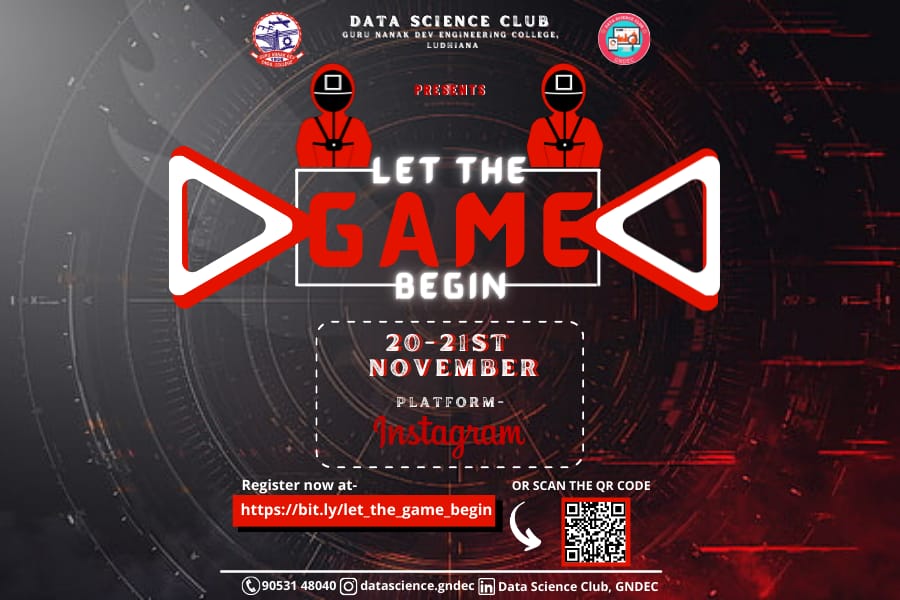 DATA SCIENCE CLUB
GURU NANAK DEV ENGINEERING COLLEGE,
LUDHIANA
PRESENTS
LET THE
GAME
BEGIN
20-21ST
NOVEMBER
PLATFORM-
Instagram
Register now at-
https://bit.ly/let_the_game_begin
OR SCAN THE QR CODE
90531 48040 datascience.gndec Data Science Club, GNDEC